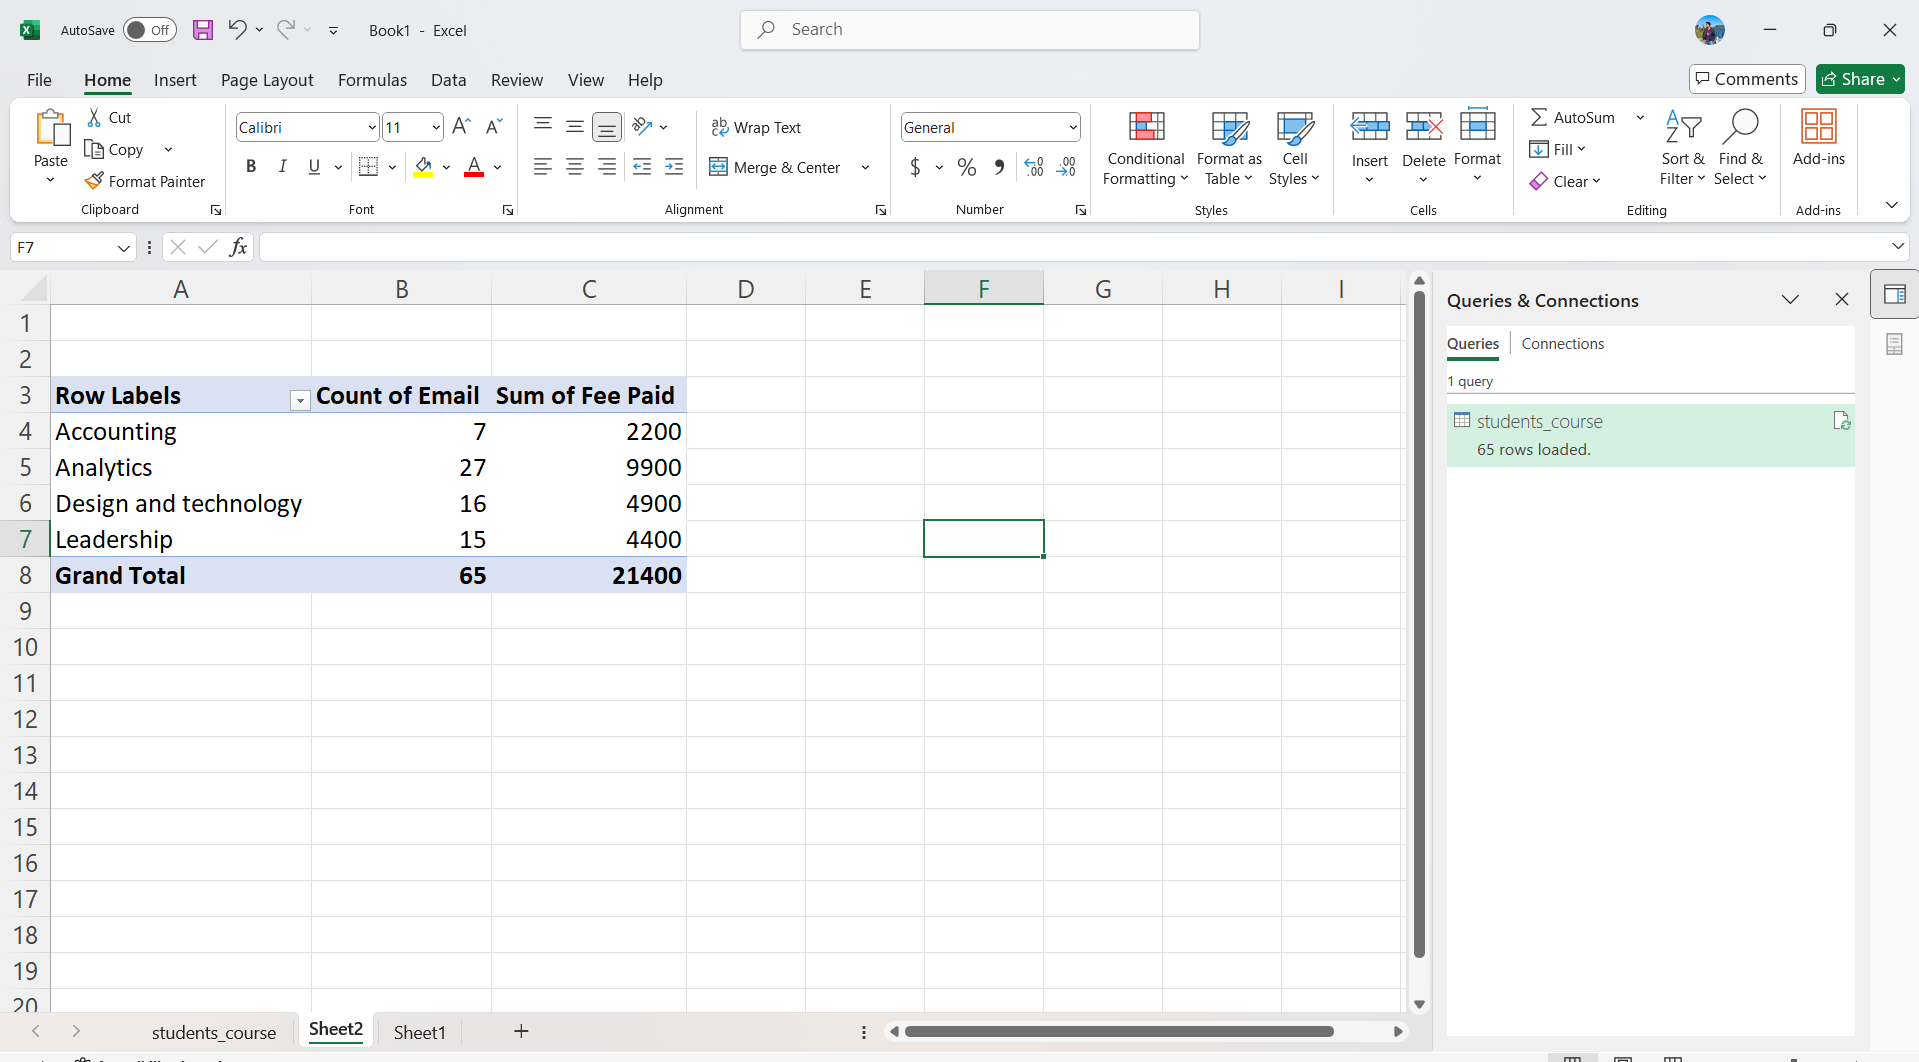 AutoSave Off Book1 - Excel Search
File Home Insert Page Layout Formulas Data Review View Help Comments Share
Paste Cut Copy Format Painter Clipboard
Calibri 11 A A B I U A Font
ab Wrap Text Merge & Center Alignment
General $ % Number
Conditional Formatting Format as Table Cell Styles Styles
Insert Delete Format Cells
AutoSum Fill Clear Sort & Filter Find & Select Editing
Add-ins Add-ins
F7 fx
A B C D E F G H I
1
2
3 Row Labels Count of Email Sum of Fee Paid
4 Accounting 7 2200
5 Analytics 27 9900
6 Design and technology 16 4900
7 Leadership 15 4400
8 Grand Total 65 21400
9
10
11
12
13
14
15
16
17
18
19
20
Queries & Connections
Queries Connections
1 query
students_course
65 rows loaded.
students_course Sheet2 Sheet1 +